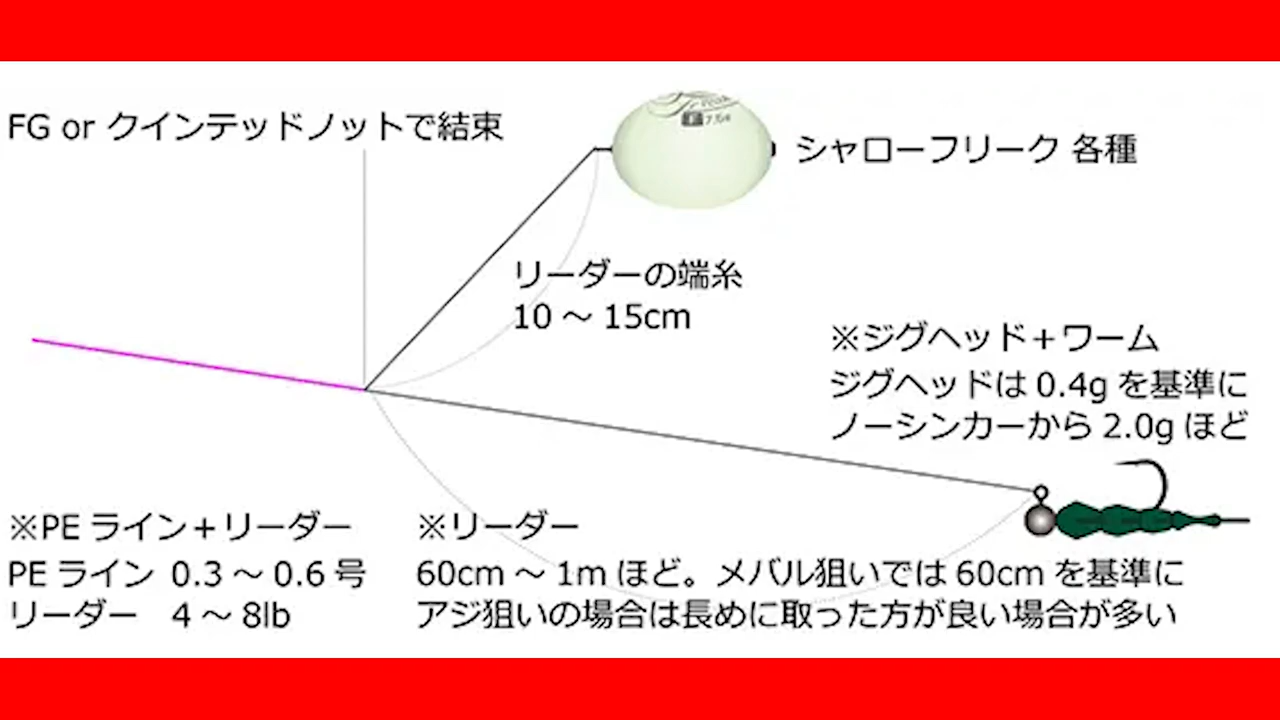 FG or クインテッドノットで結束
7.6g
シャローフリーク 各種
リーダーの端糸
10 ～ 15cm
※ジグヘッド＋ワーム
ジグヘッドは 0.4g を基準に
ノーシンカーから 2.0g ほど
※PE ライン＋リーダー
PE ライン 0.3 ～ 0.6 号
リーダー 4 ～ 8lb
※リーダー
60cm ～ 1m ほど。メバル狙いでは 60cm を基準に
アジ狙いの場合は長めに取った方が良い場合が多い